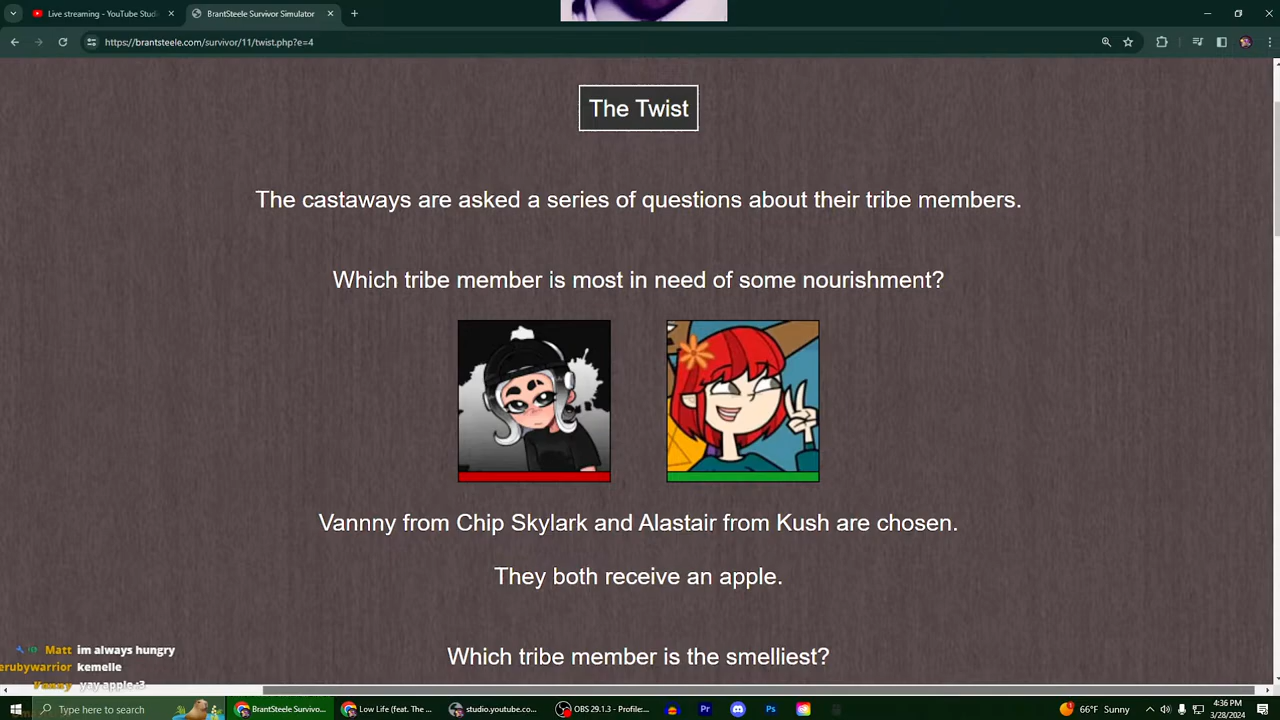 Live streaming - YouTube Stud
BrantSteele Survivor Simulator
https://brantsteele.com/survivor/11/twist.php?e=4
The Twist
The castaways are asked a series of questions about their tribe members.
Which tribe member is most in need of some nourishment?
Vannny from Chip Skylark and Alastair from Kush are chosen.
They both receive an apple.
Which tribe member is the smelliest?
Matt im always hungry
erubywarrior kemelle
Vannny yay apple<3
Type here to search
BrantSteele Survivo...
Low Life (feat. The ...
studio.youtube.co...
OBS 29.1.3 - Profile...
66°F Sunny
4:36 PM
3/28/2024